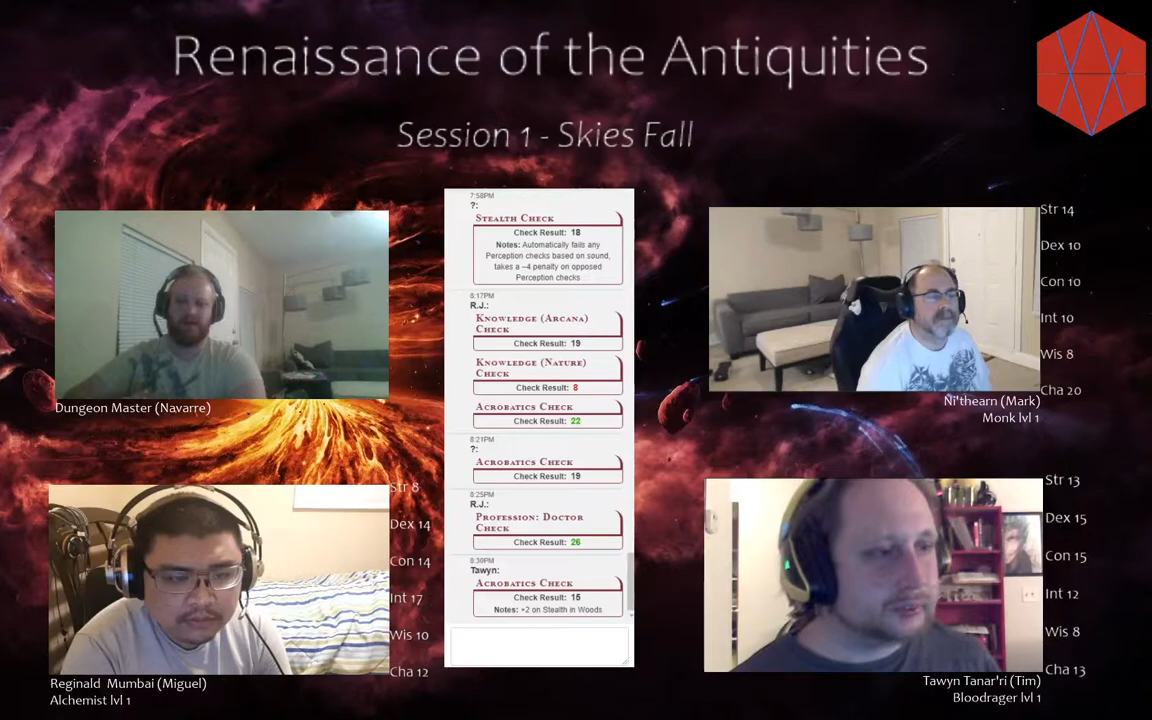 Renaissance of the Antiquities
Session 1 - Skies Fall
Dungeon Master (Navarre)
7:58PM
?:
Stealth Check
Check Result: 18
Notes: Automatically fails any
Perception checks based on sound,
takes a –4 penalty on opposed
Perception checks
8:17PM
R.J.:
Knowledge (Arcana)
Check
Check Result: 19
Knowledge (Nature)
Check
Check Result: 8
Acrobatics Check
Check Result: 22
8:21PM
?:
Acrobatics Check
Check Result: 19
8:25PM
R.J.:
Profession: Doctor
Check
Check Result: 26
8:30PM
Tawyn:
Acrobatics Check
Check Result: 15
Notes: +2 on Stealth in Woods
Str 14
Dex 10
Con 10
Int 10
Wis 8
Cha 20
Ni'thearn (Mark)
Monk lvl 1
Str 8
Dex 14
Con 14
Int 17
Wis 10
Cha 12
Reginald Mumbai (Miguel)
Alchemist lvl 1
Str 13
Dex 15
Con 15
Int 12
Wis 8
Cha 13
Tawyn Tanar'ri (Tim)
Bloodrager lvl 1